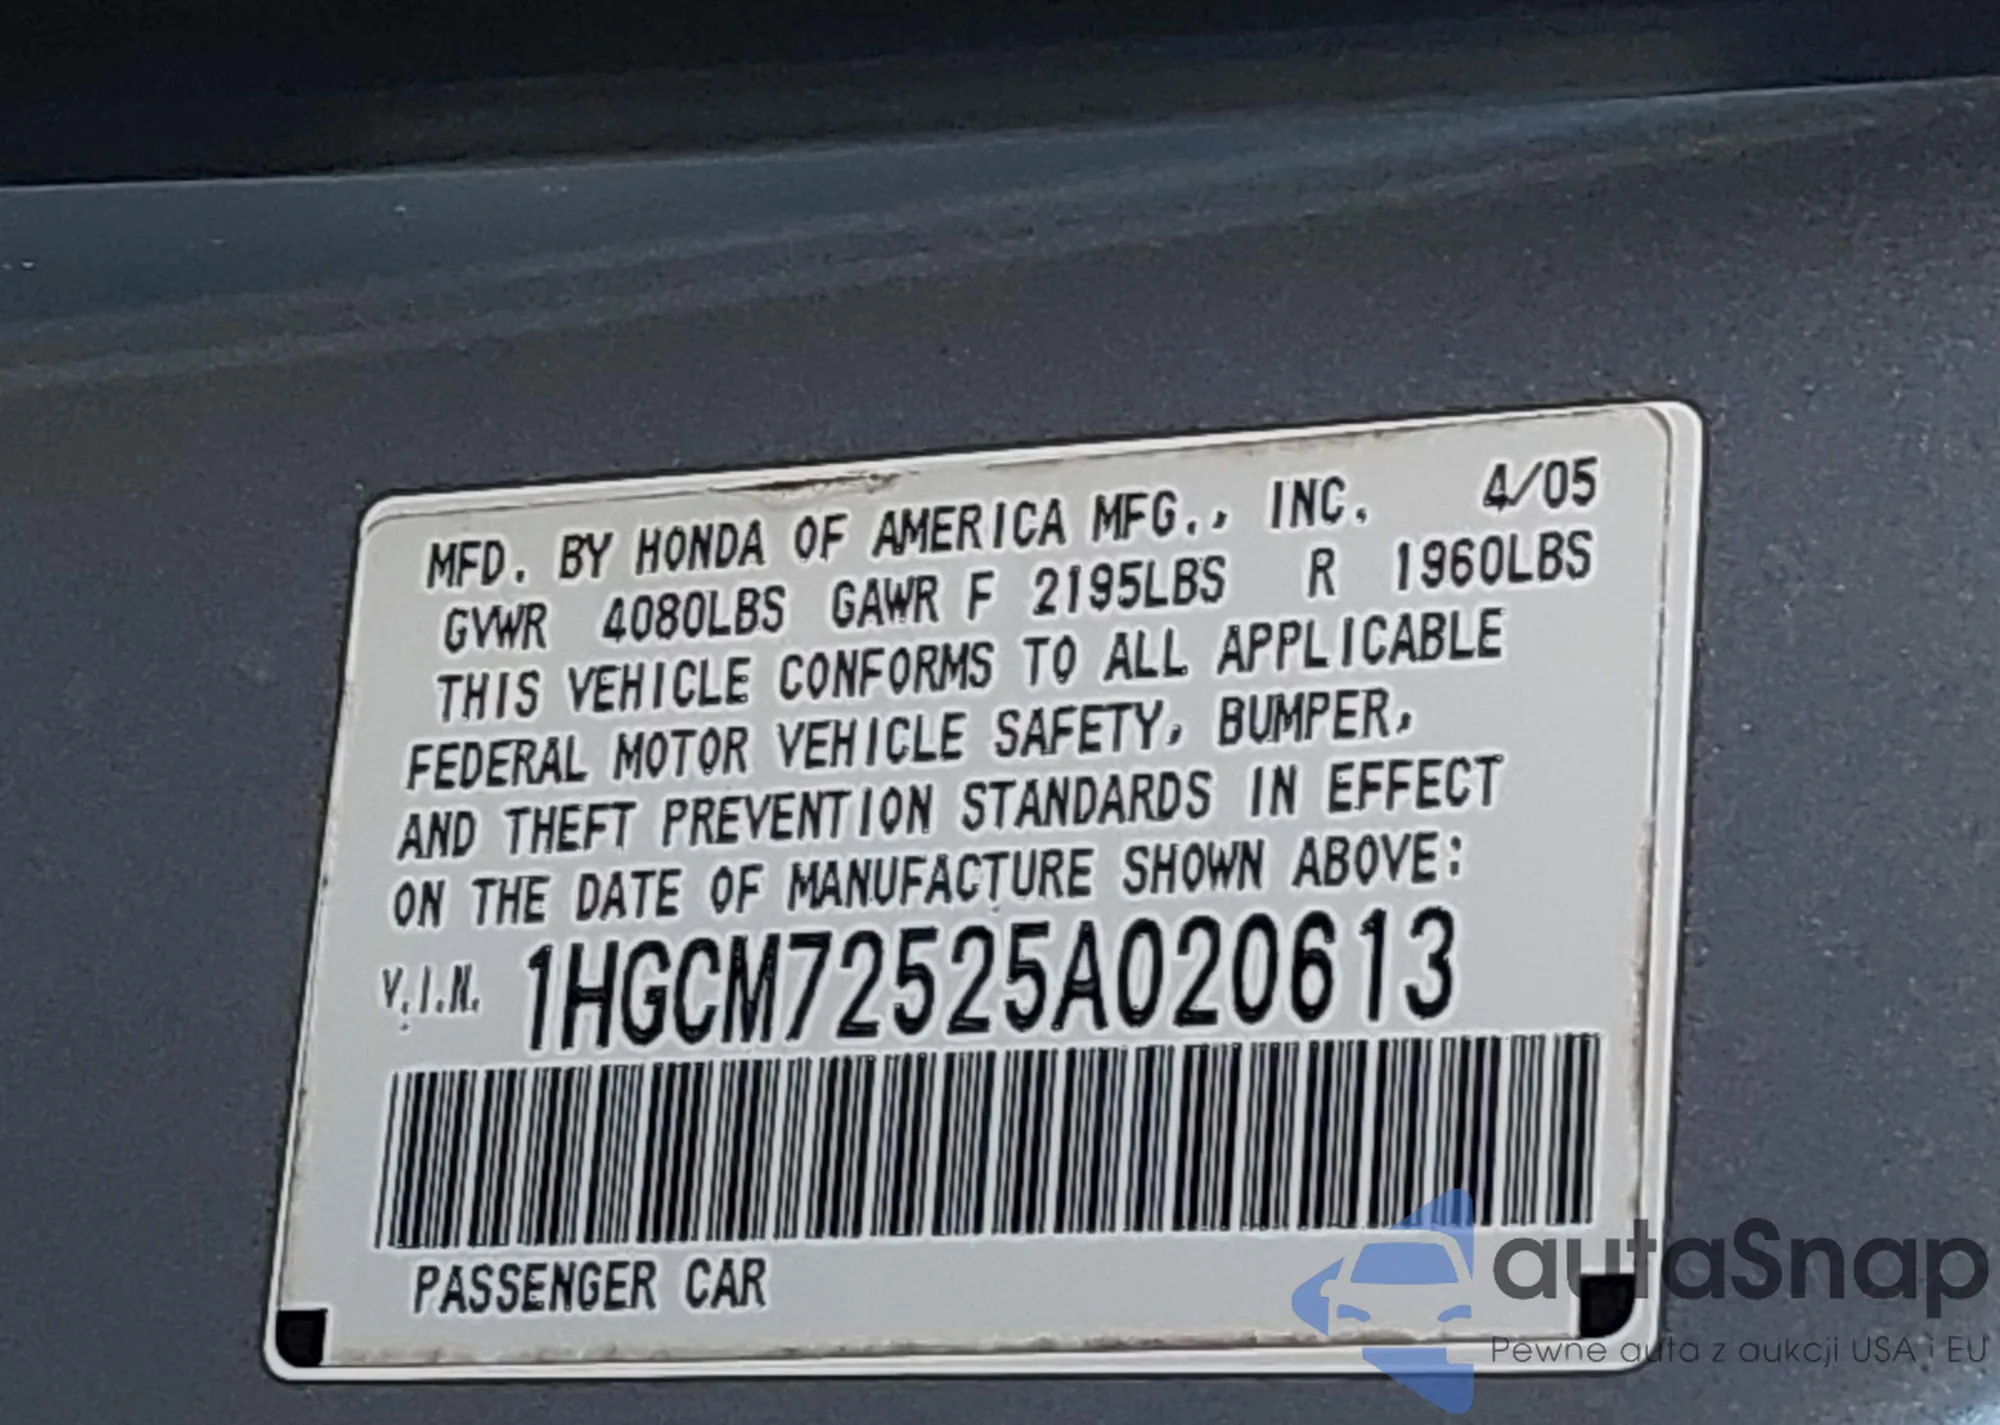 MFD. BY HONDA OF AMERICA MFG., INC. 4/05
GVWR 4080LBS GAWR F 2195LBS R 1960LBS
THIS VEHICLE CONFORMS TO ALL APPLICABLE
FEDERAL MOTOR VEHICLE SAFETY, BUMPER,
AND THEFT PREVENTION STANDARDS IN EFFECT
ON THE DATE OF MANUFACTURE SHOWN ABOVE:
V.I.N. 1HGCM72525A020613
PASSENGER CAR
autaSnap
Pewne auta z aukcji USA i EU